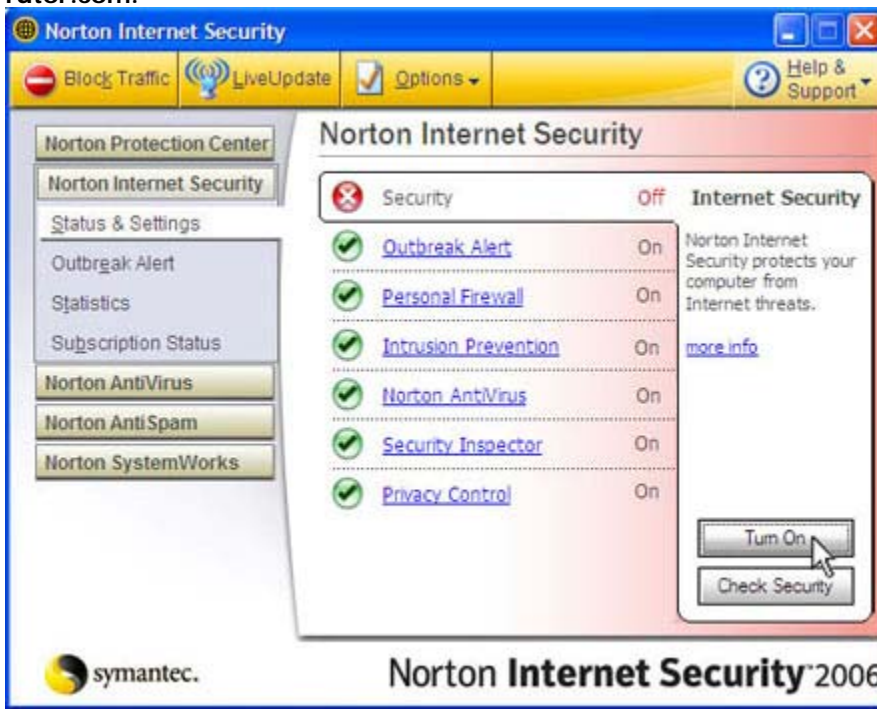 Tutor.com.
Norton Internet Security
Block Traffic LiveUpdate Options Help & Support
Norton Protection Center
Norton Internet Security
Status & Settings
Outbreak Alert
Statistics
Subscription Status
Norton AntiVirus
Norton AntiSpam
Norton SystemWorks
Norton Internet Security
Security Off
Outbreak Alert On
Personal Firewall On
Intrusion Prevention On
Norton AntiVirus On
Security Inspector On
Privacy Control On
Internet Security
Norton Internet
Security protects your
computer from
Internet threats.
more info
Turn On
Check Security
symantec.
Norton Internet Security 2006